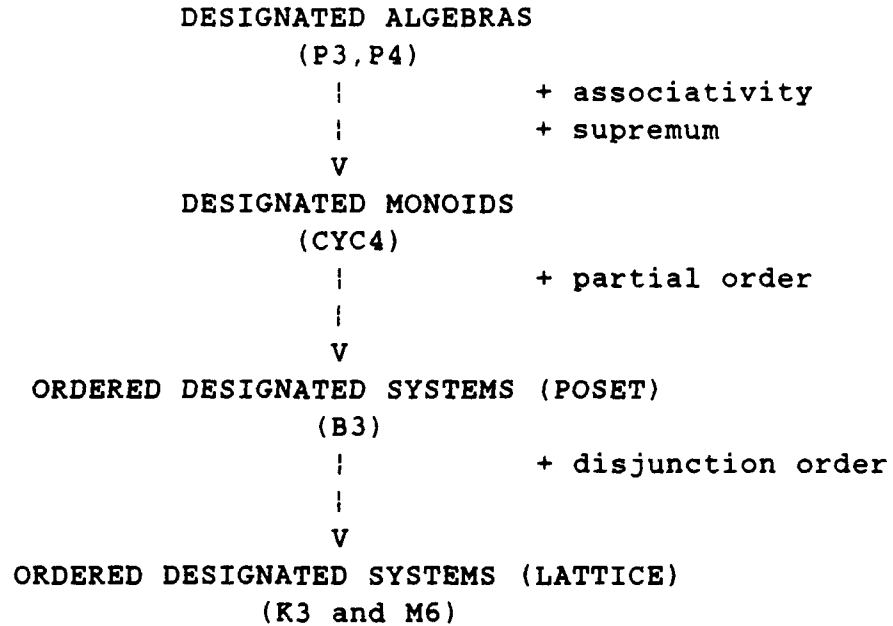 DESIGNATED ALGEBRAS
(P3,P4)
+ associativity
+ supremum
V
DESIGNATED MONOIDS
(CYC4)
+ partial order
V
ORDERED DESIGNATED SYSTEMS (POSET)
(B3)
+ disjunction order
V
ORDERED DESIGNATED SYSTEMS (LATTICE)
(K3 and M6)